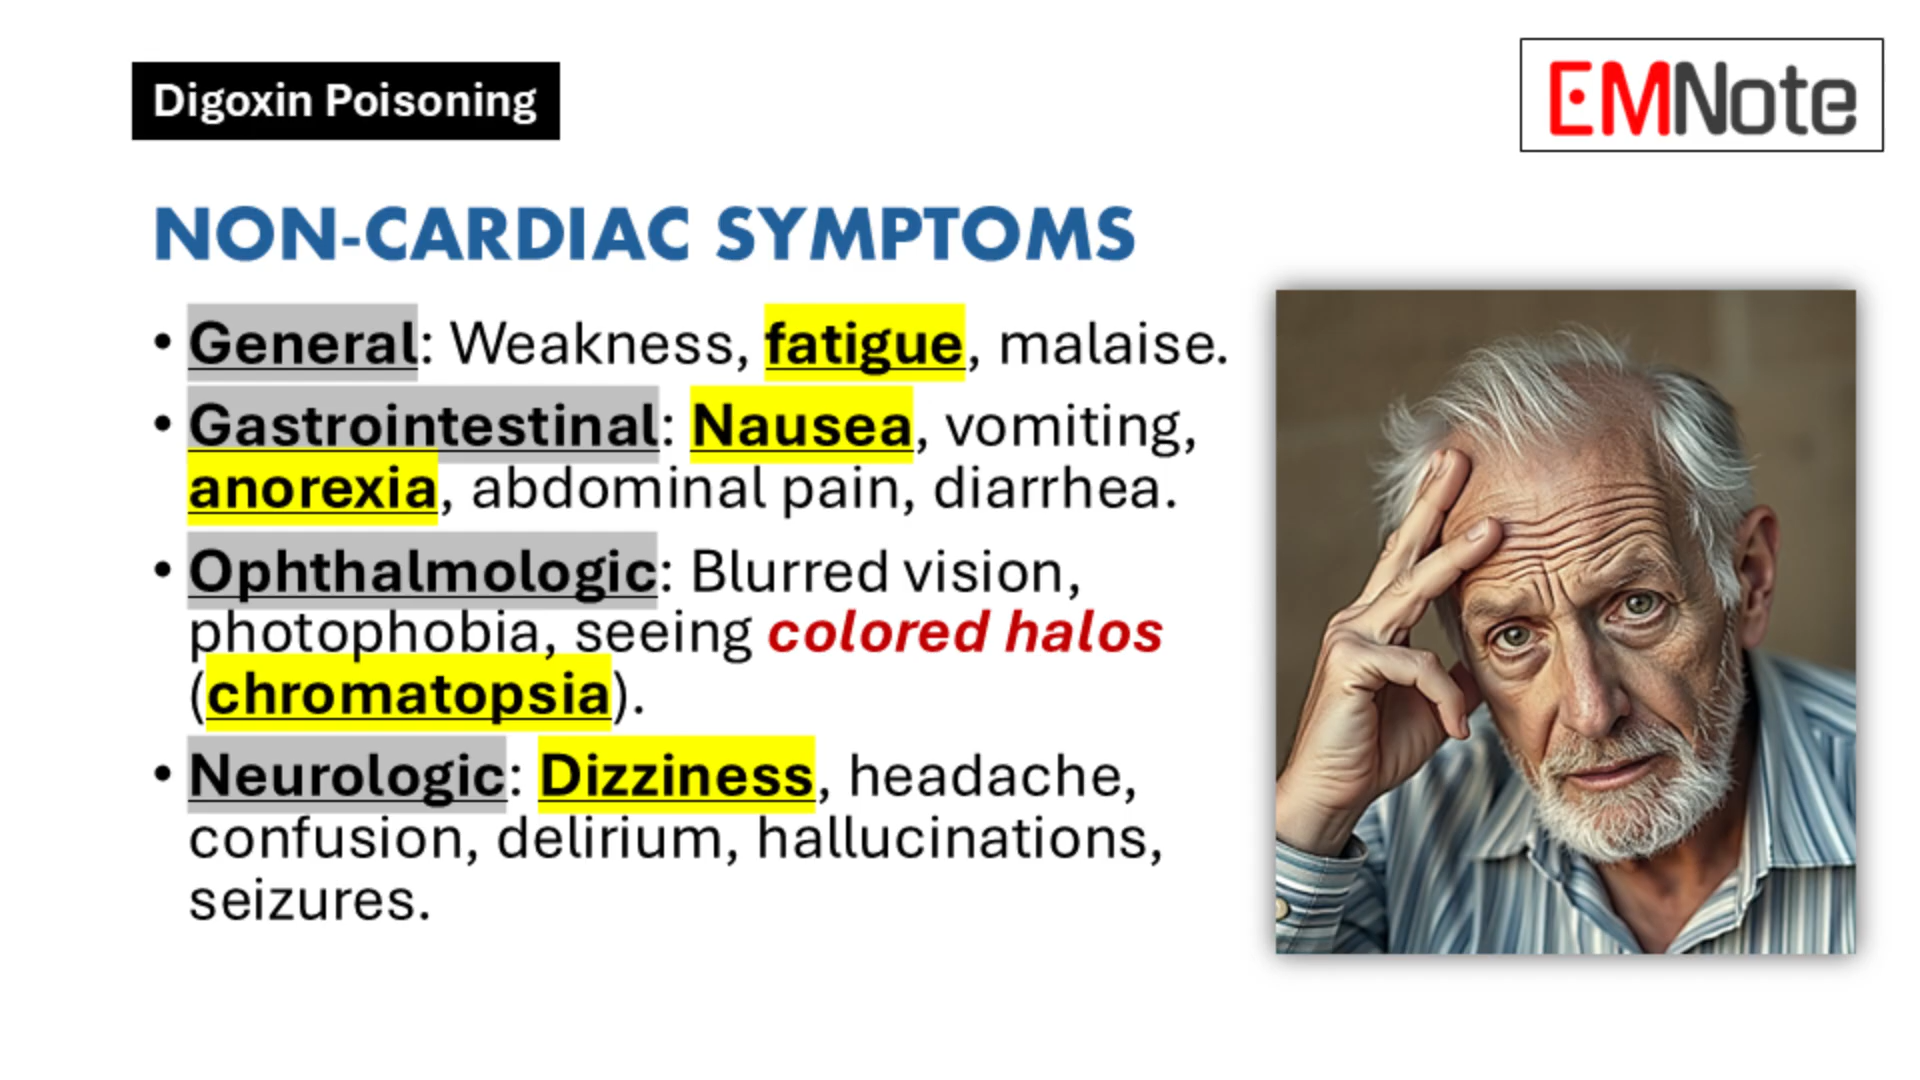 Digoxin Poisoning
EMNote
NON-CARDIAC SYMPTOMS
• General: Weakness, fatigue, malaise.
• Gastrointestinal: Nausea, vomiting,
anorexia, abdominal pain, diarrhea.
• Ophthalmologic: Blurred vision,
photophobia, seeing colored halos
(chromatopsia).
• Neurologic: Dizziness, headache,
confusion, delirium, hallucinations,
seizures.